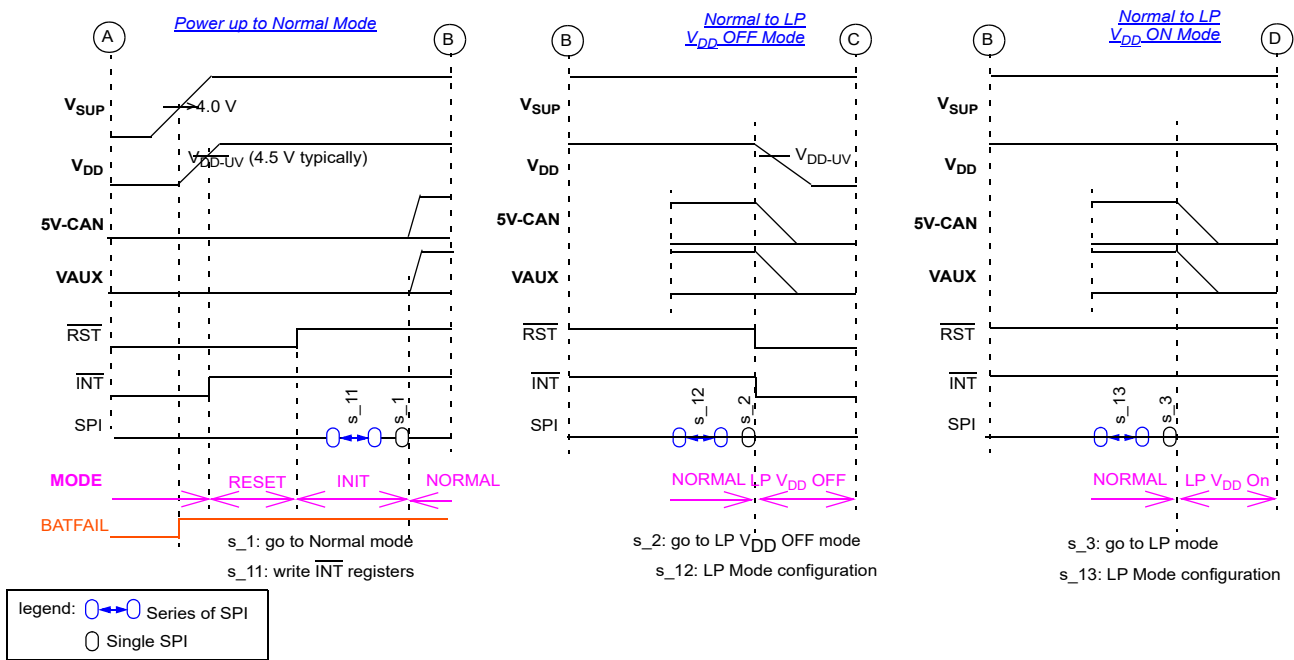 Power up to Normal Mode
A
B
VSUP
4.0 V
VDD
VDD-UV (4.5 V typically)
5V-CAN
VAUX
RST
INT
SPI
s_11
s_1
MODE
RESET
INIT
NORMAL
BATFAIL
s_1: go to Normal mode
s_11: write INT registers
legend:
Series of SPI
Single SPI
Normal to LP
VDD OFF Mode
B
C
VSUP
VDD
VDD-UV
5V-CAN
VAUX
RST
INT
SPI
s_12
s_2
NORMAL
LP VDD OFF
s_2: go to LP VDD OFF mode
s_12: LP Mode configuration
Normal to LP
VDD ON Mode
B
D
VSUP
VDD
5V-CAN
VAUX
RST
INT
SPI
s_13
s_3
NORMAL
LP VDD On
s_3: go to LP mode
s_13: LP Mode configuration